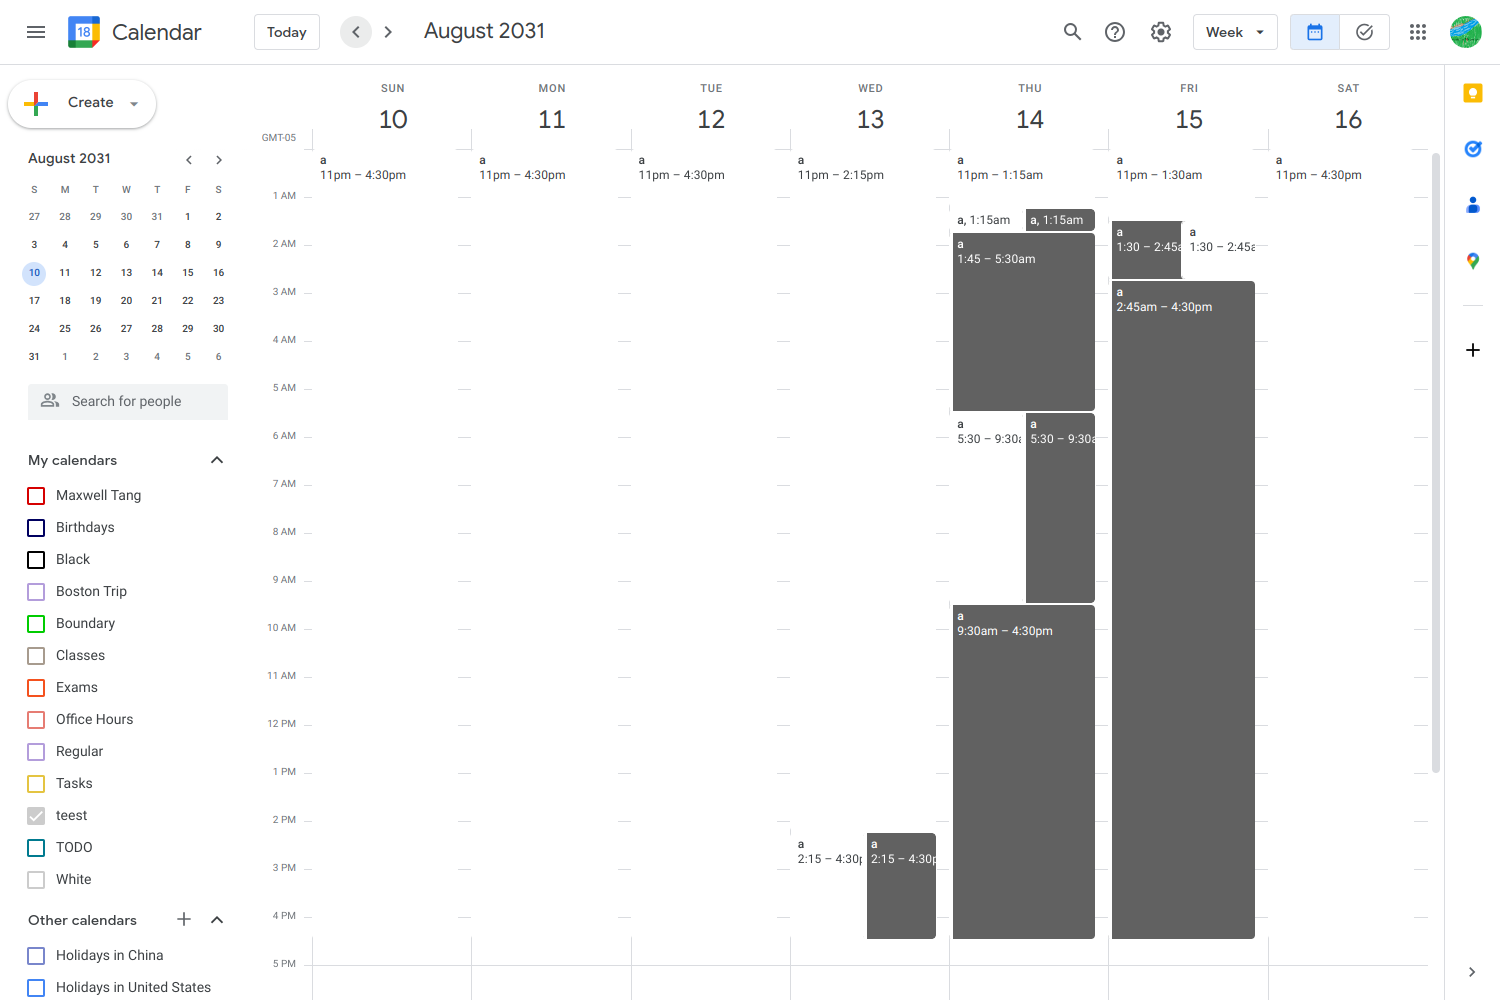 18 Calendar Today August 2031 Week
Create
August 2031
S M T W T F S
27 28 29 30 31 1 2
3 4 5 6 7 8 9
10 11 12 13 14 15 16
17 18 19 20 21 22 23
24 25 26 27 28 29 30
31 1 2 3 4 5 6
Search for people
My calendars
Maxwell Tang
Birthdays
Black
Boston Trip
Boundary
Classes
Exams
Office Hours
Regular
Tasks
teest
TODO
White
Other calendars
Holidays in China
Holidays in United States
SUN MON TUE WED THU FRI SAT
10 11 12 13 14 15 16
GMT-05
1 AM
2 AM
3 AM
4 AM
5 AM
6 AM
7 AM
8 AM
9 AM
10 AM
11 AM
12 PM
1 PM
2 PM
3 PM
4 PM
5 PM
a
11pm – 4:30pm
a
11pm – 4:30pm
a
11pm – 4:30pm
a
11pm – 2:15pm
a
2:15 – 4:30p
a
2:15 – 4:30p
a
11pm – 1:15am
a, 1:15am
a, 1:15am
a
1:45 – 5:30am
a
5:30 – 9:30a
a
5:30 – 9:30a
a
9:30am – 4:30pm
a
11pm – 1:30am
a
1:30 – 2:45a
a
1:30 – 2:45a
a
2:45am – 4:30pm
a
11pm – 4:30pm